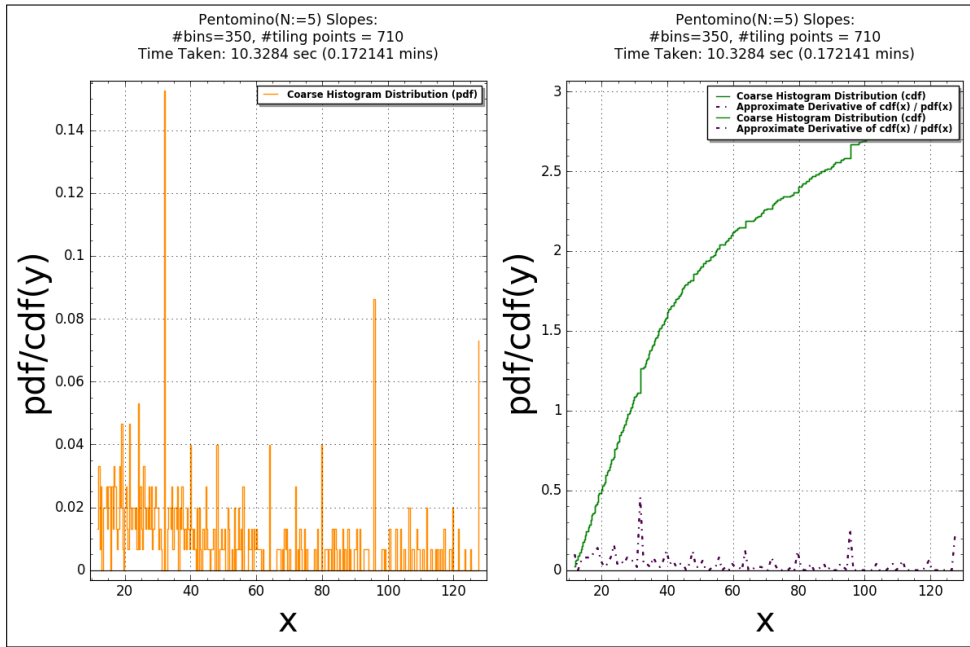 Pentomino(N:=5) Slopes:
#bins=350, #tiling points = 710
Time Taken: 10.3284 sec (0.172141 mins)
Coarse Histogram Distribution (pdf)
0.14
0.12
0.1
0.08
0.06
0.04
0.02
0
pdf/cdf(y)
20
40
60
80
100
120
x
Pentomino(N:=5) Slopes:
#bins=350, #tiling points = 710
Time Taken: 10.3284 sec (0.172141 mins)
Coarse Histogram Distribution (cdf)
Approximate Derivative of cdf(x) / pdf(x)
Coarse Histogram Distribution (cdf)
Approximate Derivative of cdf(x) / pdf(x)
3
2.5
2
1.5
1
0.5
0
pdf/cdf(y)
20
40
60
80
100
120
x